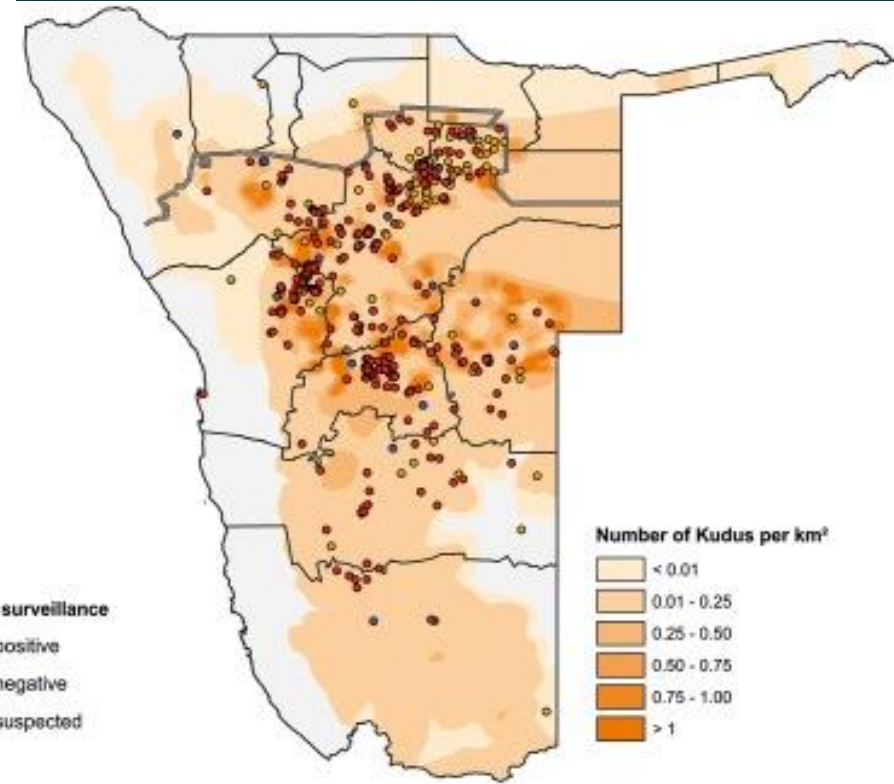 surveillance
positive
negative
suspected
Number of Kudus per km²
< 0.01
0.01 - 0.25
0.25 - 0.50
0.50 - 0.75
0.75 - 1.00
> 1